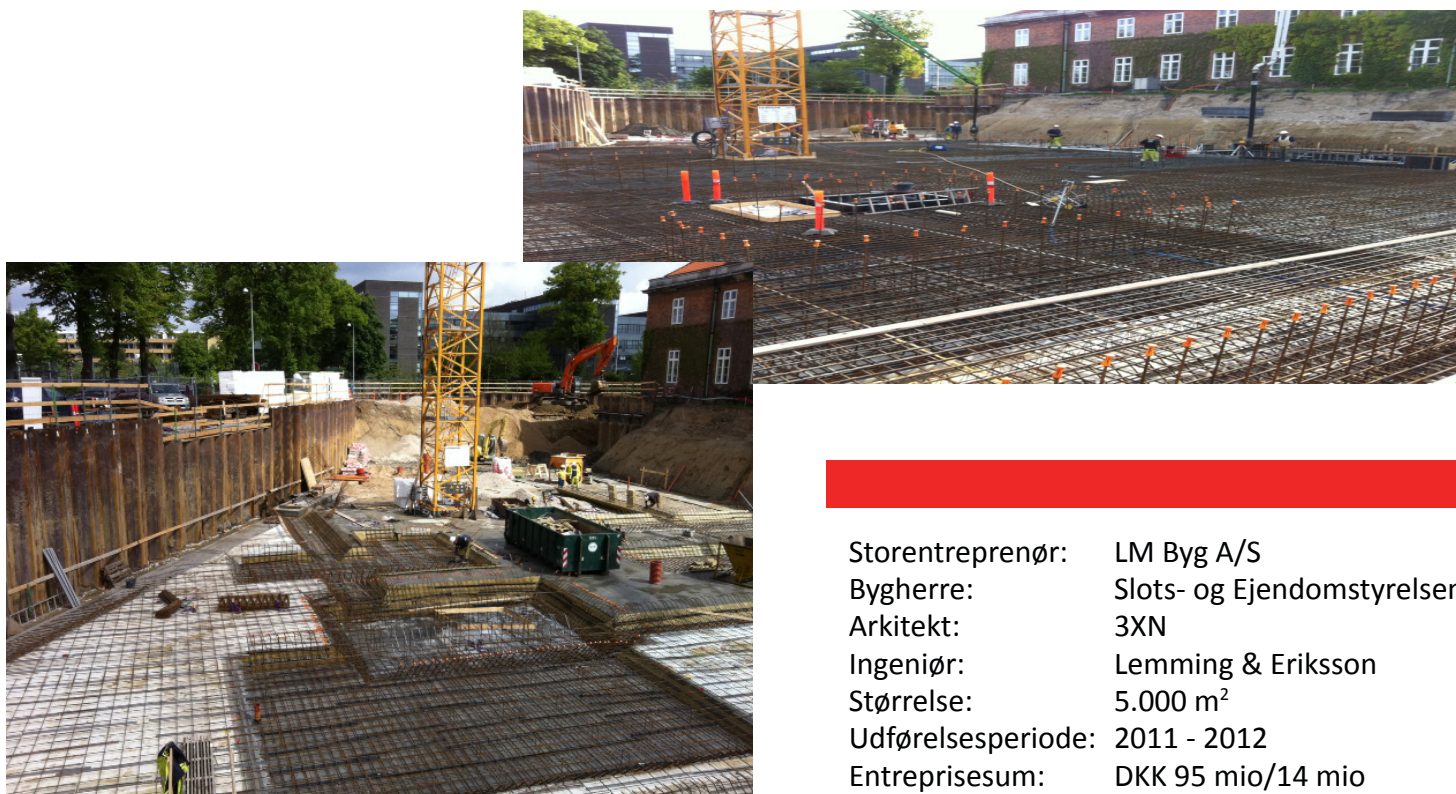 Storentreprenør: LM Byg A/S
Bygherre: Slots- og Ejendomstyrelsen
Arkitekt: 3XN
Ingeniør: Lemming & Eriksson
Størrelse: 5.000 m²
Udførelsesperiode: 2011 - 2012
Entreprisesum: DKK 95 mio/14 mio